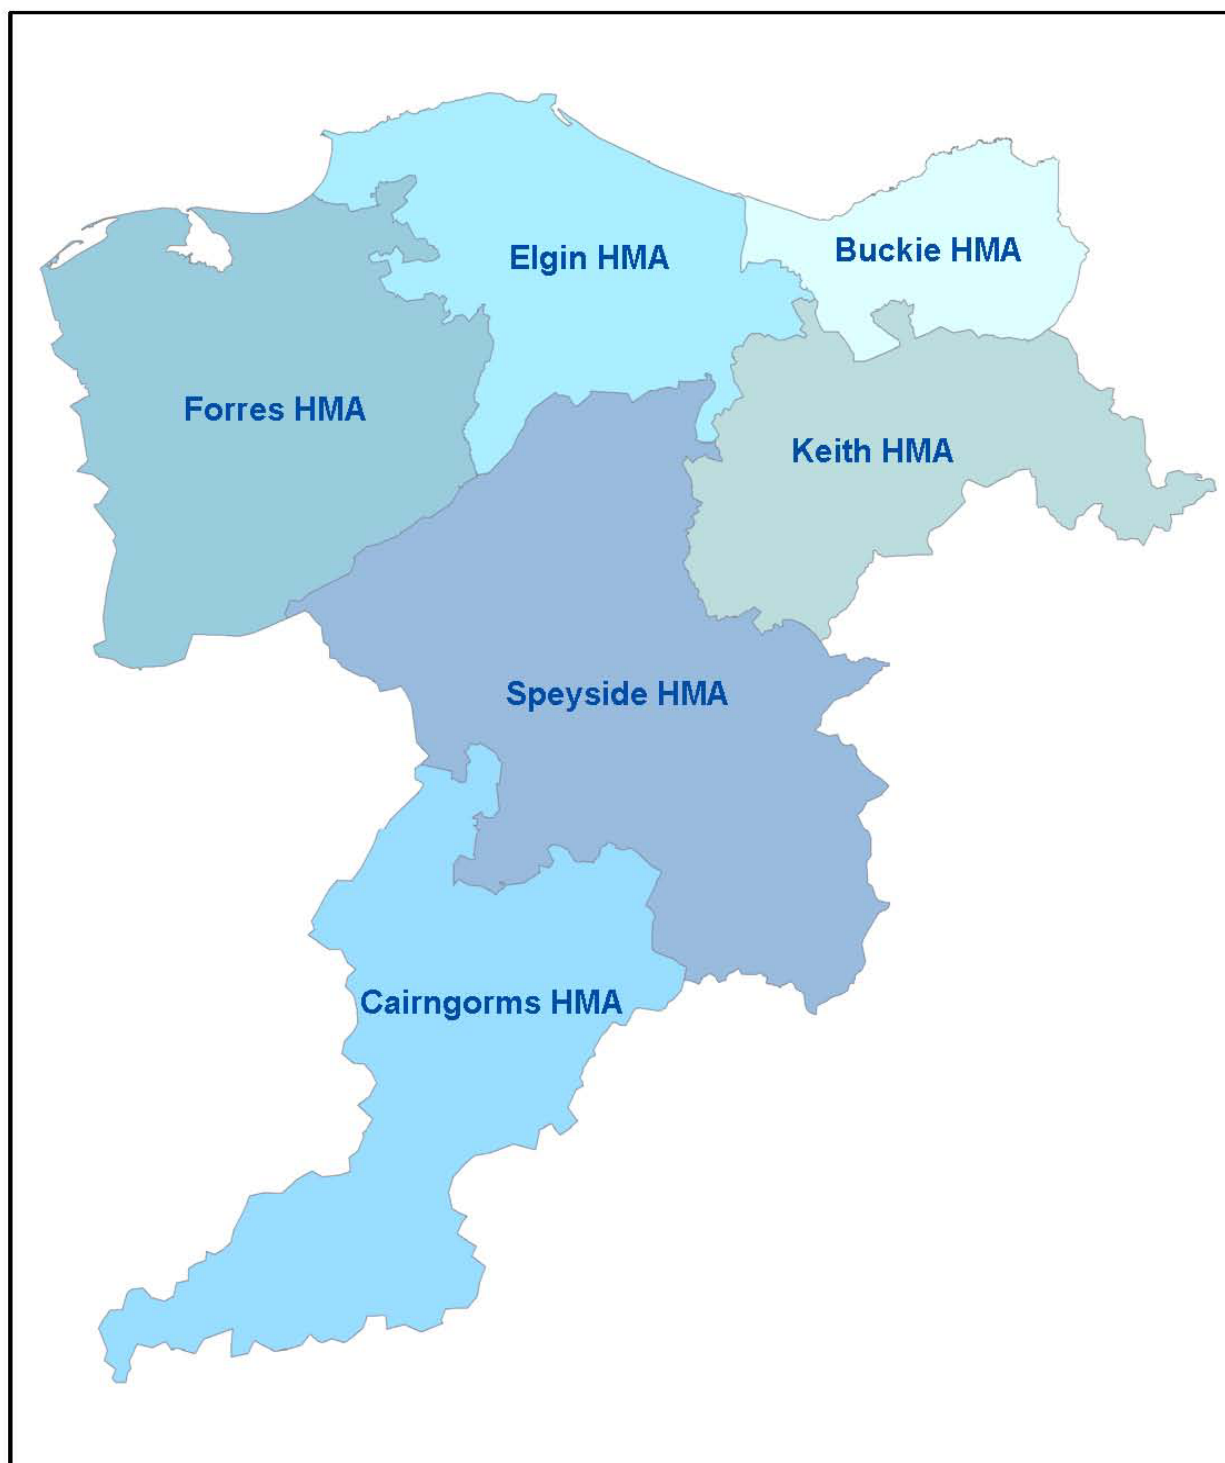 Elgin HMA
Buckie HMA
Forres HMA
Keith HMA
Speyside HMA
Cairngorms HMA